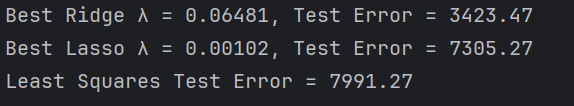 Best Ridge λ = 0.06481, Test Error = 3423.47
Best Lasso λ = 0.00102, Test Error = 7305.27
Least Squares Test Error = 7991.27